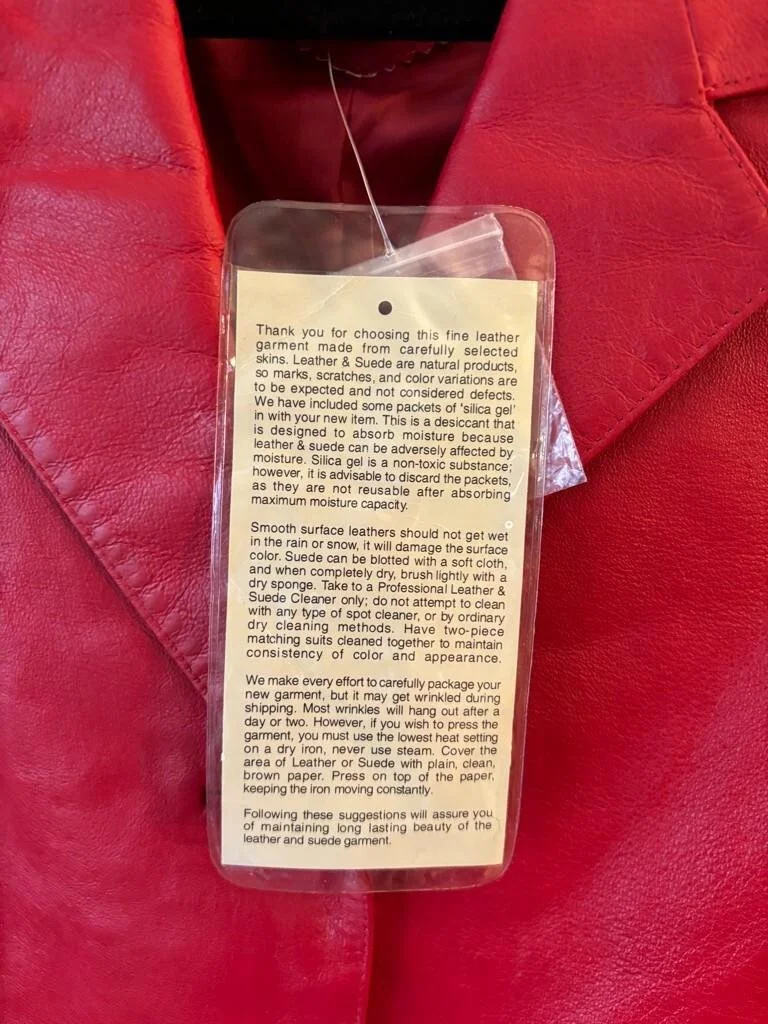 Thank you for choosing this fine leather
garment made from carefully selected
skins. Leather & Suede are natural products,
so marks, scratches, and color variations are
to be expected and not considered defects.
We have included some packets of 'silica gel'
in with your new item. This is a desiccant that
is designed to absorb moisture because
leather & suede can be adversely affected by
moisture. Silica gel is a non-toxic substance;
however, it is advisable to discard the packets,
as they are not reusable after absorbing
maximum moisture capacity.
Smooth surface leathers should not get wet
in the rain or snow, it will damage the surface
color. Suede can be blotted with a soft cloth,
and when completely dry, brush lightly with a
dry sponge. Take to a Professional Leather &
Suede Cleaner only; do not attempt to clean
with any type of spot cleaner, or by ordinary
dry cleaning methods. Have two-piece
matching suits cleaned together to maintain
consistency of color and appearance.
We make every effort to carefully package your
new garment, but it may get wrinkled during
shipping. Most wrinkles will hang out after a
day or two. However, if you wish to press the
garment, you must use the lowest heat setting
on a dry iron, never use steam. Cover the
area of Leather or Suede with plain, clean,
brown paper. Press on top of the paper,
keeping the iron moving constantly.
Following these suggestions will assure you
of maintaining long lasting beauty of the
leather and suede garment.